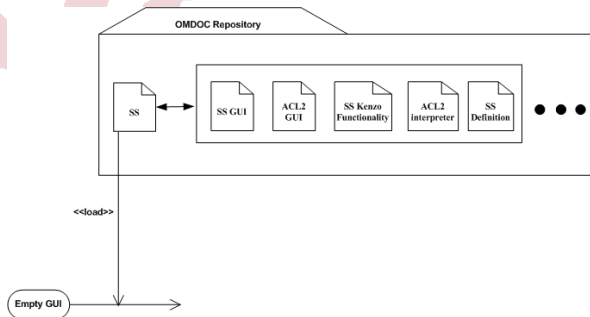 OMDOC Repository
SS
SS GUI
ACL2
GUI
SS Kenzo
Functionality
ACL2
interpreter
SS
Definition
<<load>>
Empty GUI